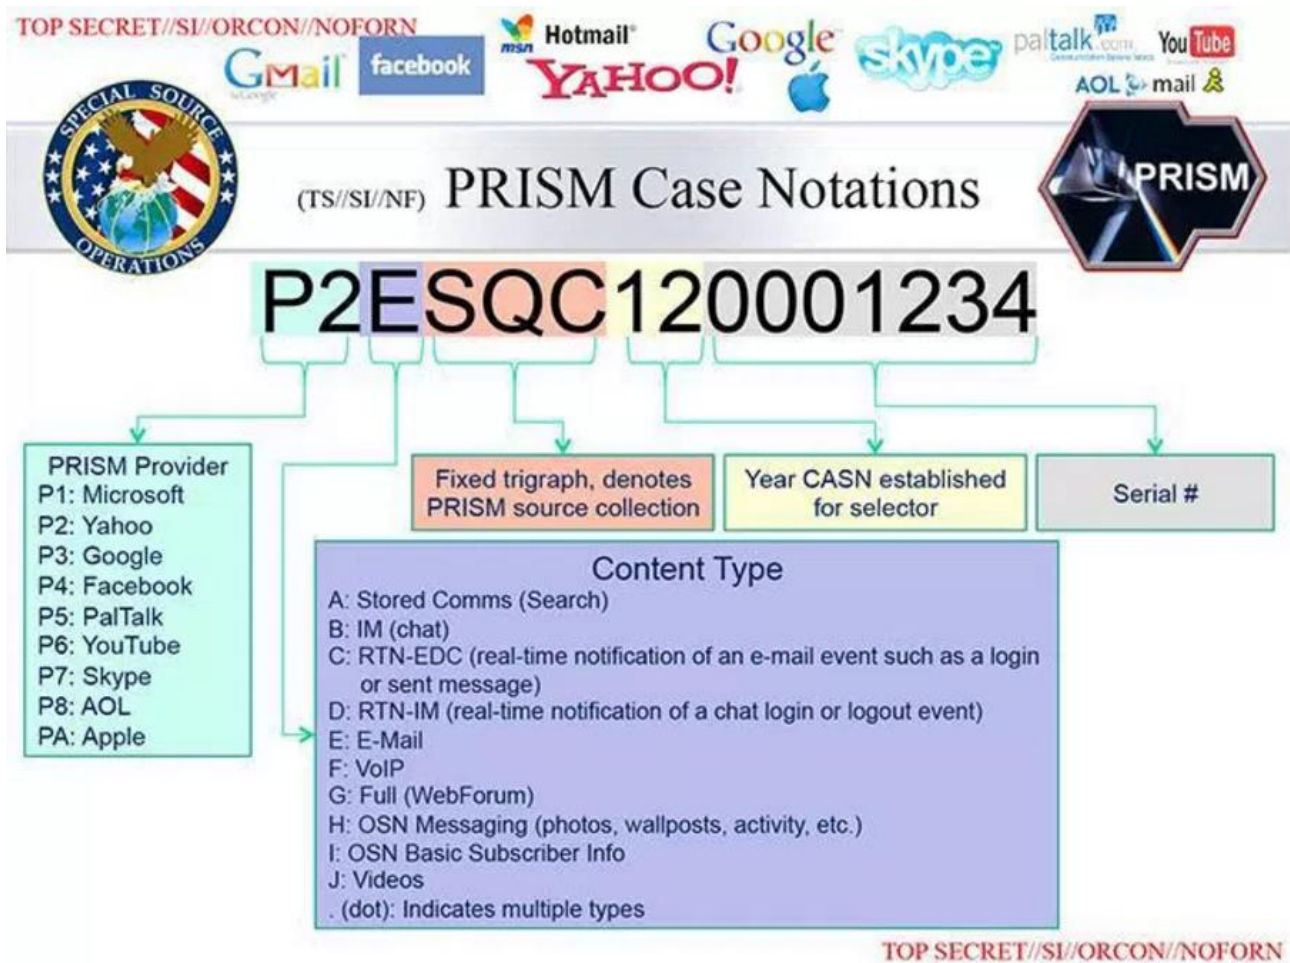 TOP SECRET//SI//ORCON//NOFORN
GMail
by Google
facebook
msn
Hotmail
YAHOO!
Google
skype
paltalk.com
YouTube
AOL mail
SPECIAL SOURCE OPERATIONS
(TS//SI//NF) PRISM Case Notations
PRISM
P2ESQC120001234
PRISM Provider
P1: Microsoft
P2: Yahoo
P3: Google
P4: Facebook
P5: PalTalk
P6: YouTube
P7: Skype
P8: AOL
PA: Apple
Fixed trigraph, denotes
PRISM source collection
Year CASN established
for selector
Serial #
Content Type
A: Stored Comms (Search)
B: IM (chat)
C: RTN-EDC (real-time notification of an e-mail event such as a login
or sent message)
D: RTN-IM (real-time notification of a chat login or logout event)
E: E-Mail
F: VoIP
G: Full (WebForum)
H: OSN Messaging (photos, wallposts, activity, etc.)
I: OSN Basic Subscriber Info
J: Videos
. (dot): Indicates multiple types
TOP SECRET//SI//ORCON//NOFORN